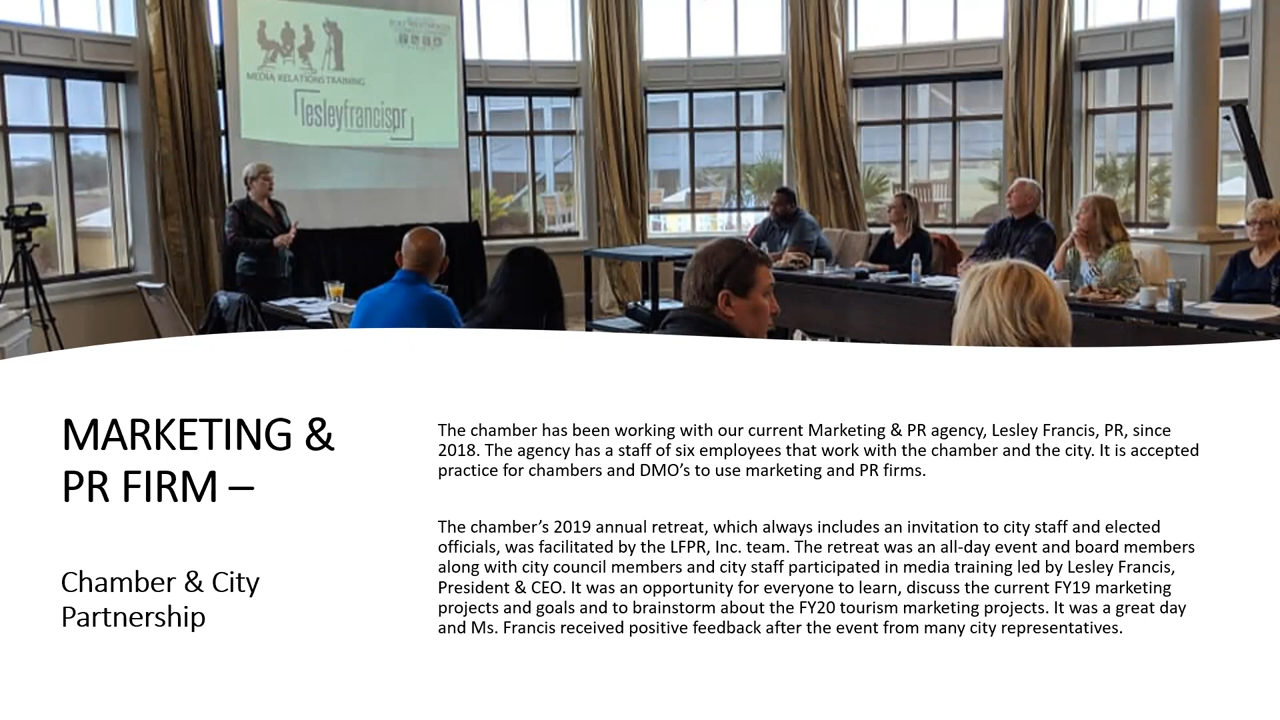 MEDIA RELATIONS TRAINING
lesleyfrancispr
MARKETING &
PR FIRM –
Chamber & City
Partnership
The chamber has been working with our current Marketing & PR agency, Lesley Francis, PR, since
2018. The agency has a staff of six employees that work with the chamber and the city. It is accepted
practice for chambers and DMO’s to use marketing and PR firms.
The chamber’s 2019 annual retreat, which always includes an invitation to city staff and elected
officials, was facilitated by the LFPR, Inc. team. The retreat was an all-day event and board members
along with city council members and city staff participated in media training led by Lesley Francis,
President & CEO. It was an opportunity for everyone to learn, discuss the current FY19 marketing
projects and goals and to brainstorm about the FY20 tourism marketing projects. It was a great day
and Ms. Francis received positive feedback after the event from many city representatives.